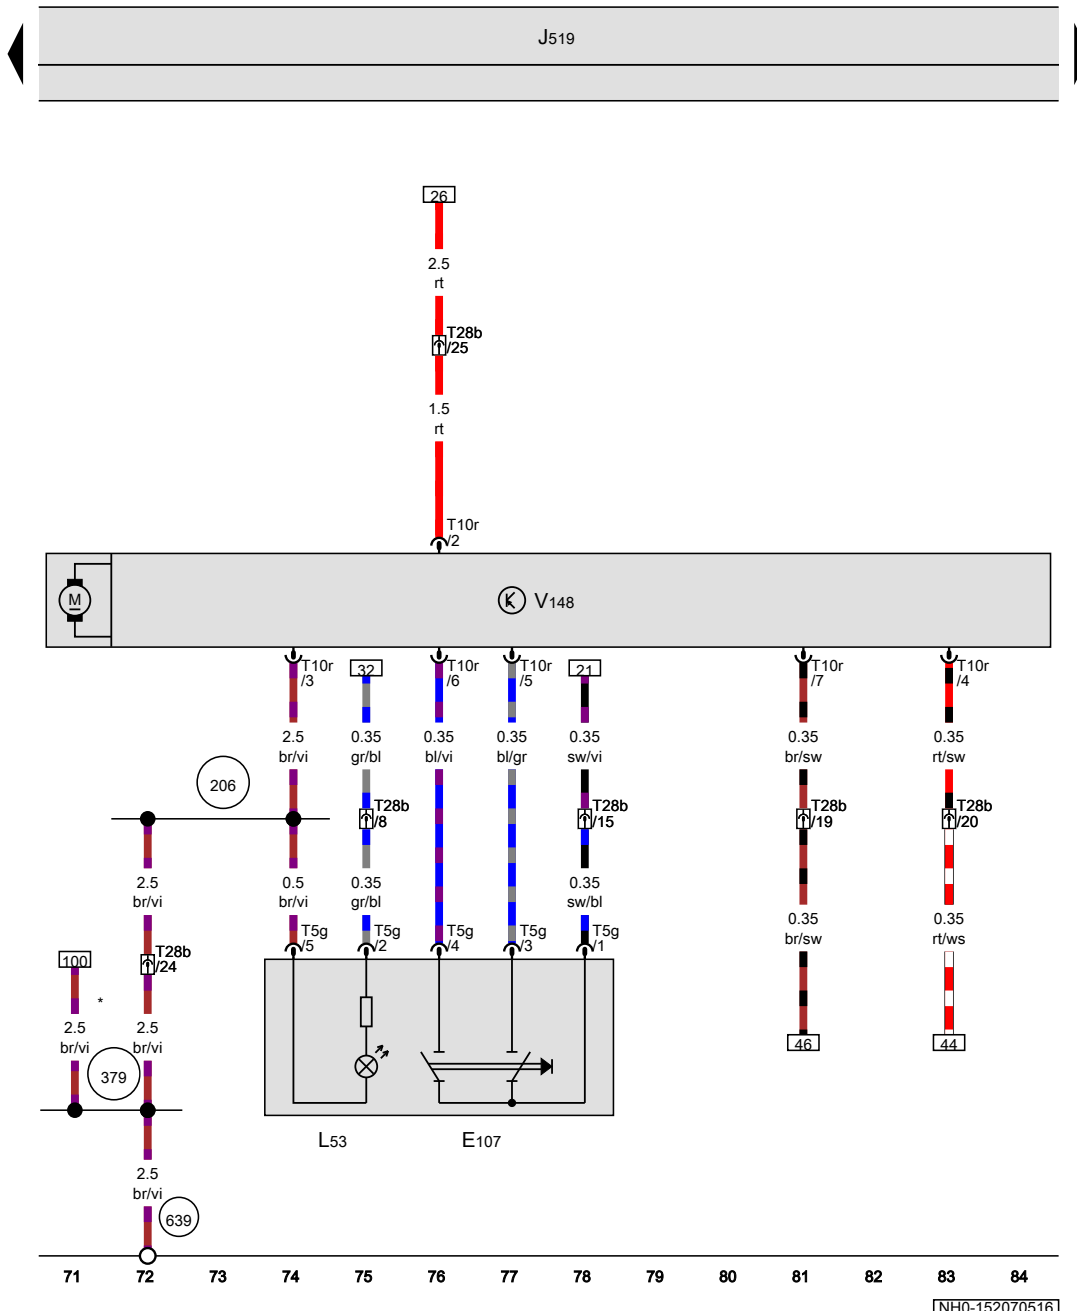 J519
26
2.5
rt
T28b
/25
1.5
rt
T10r
/2
M
V148
T10r
/3
32
T10r
/6
T10r
/5
21
T10r
/7
T10r
/4
2.5
br/vi
0.35
gr/bl
0.35
bl/vi
0.35
bl/gr
0.35
sw/vi
0.35
br/sw
0.35
rt/sw
206
T28b
/8
T28b
/15
T28b
/19
T28b
/20
2.5
br/vi
0.5
br/vi
0.35
gr/bl
0.35
sw/bl
0.35
br/sw
0.35
rt/ws
T5g
/5
T5g
/2
T5g
/4
T5g
/3
T5g
/1
100
T28b
/24
*
2.5
br/vi
2.5
br/vi
46
44
379
L53
E107
2.5
br/vi
639
71 72 73 74 75 76 77 78 79 80 81 82 83 84
NH0-152070516